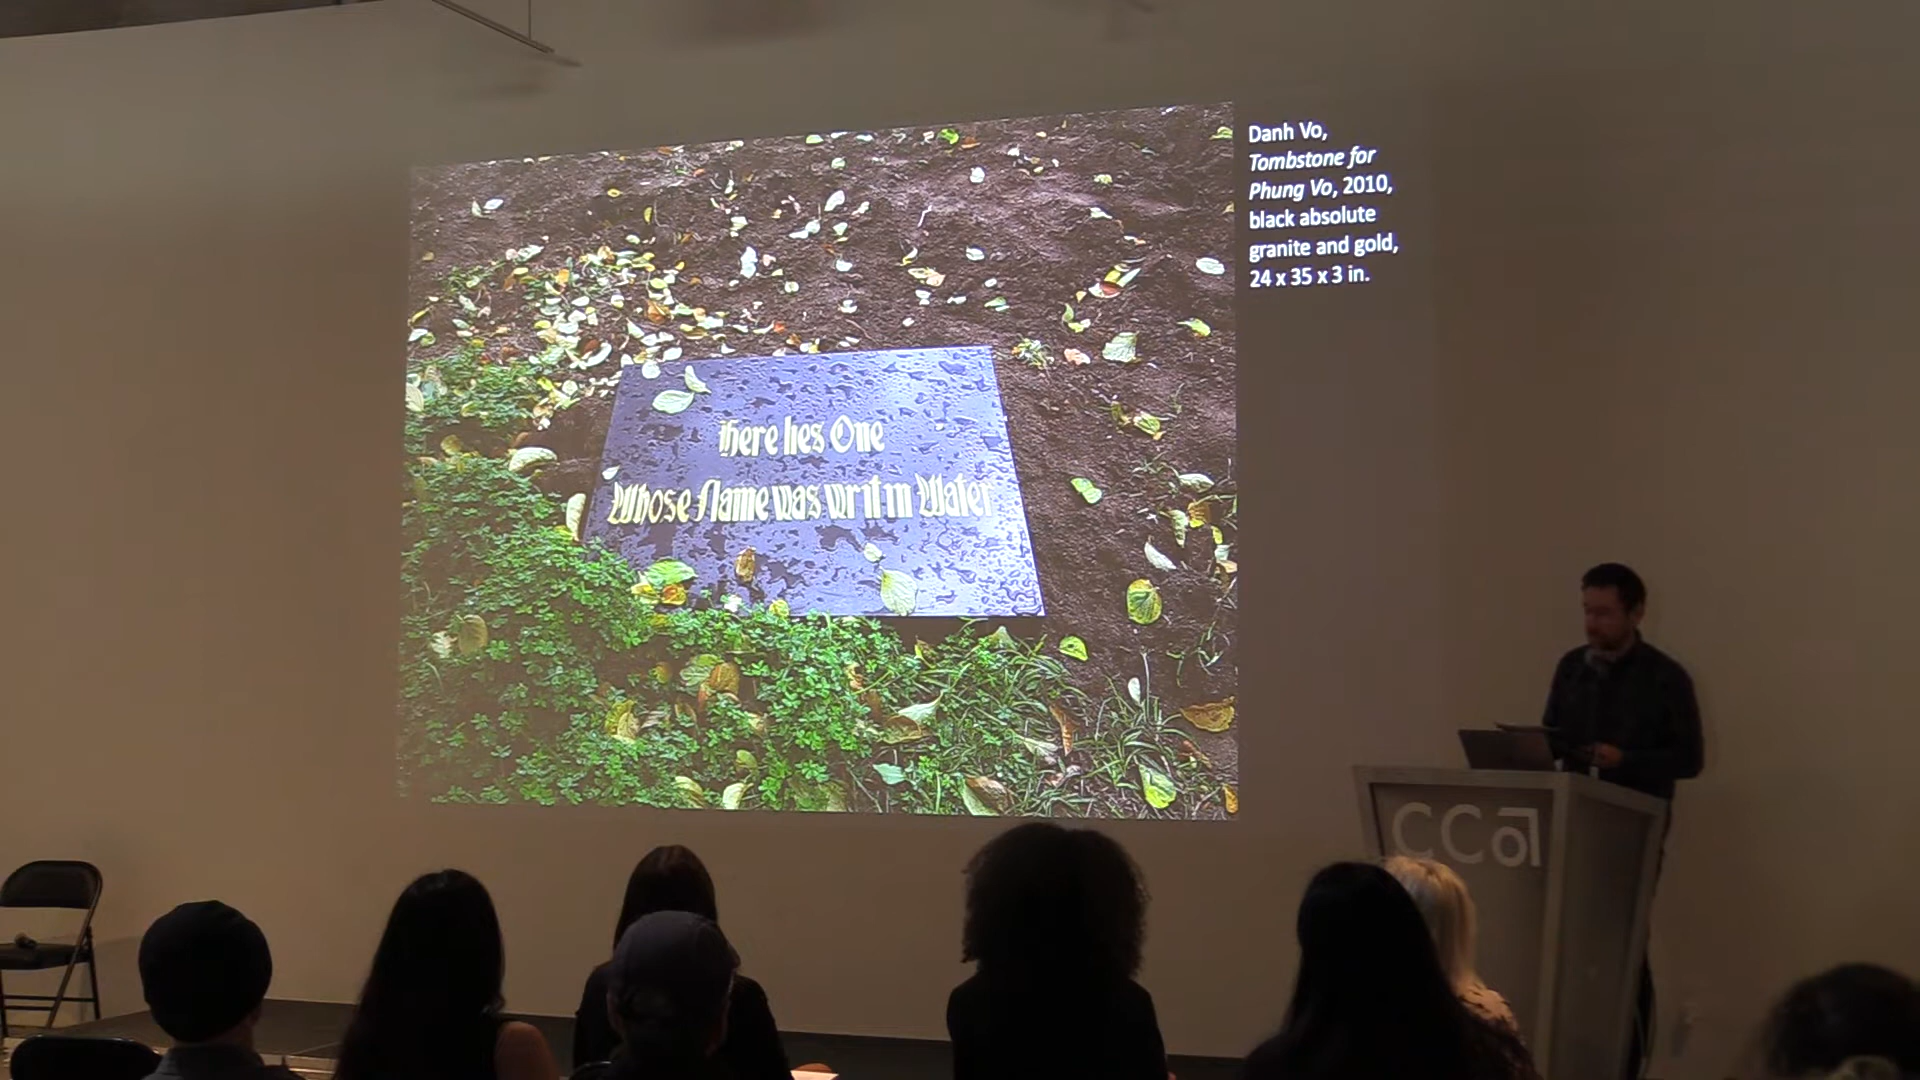 Danh Vo,
Tombstone for
Phung Vo, 2010,
black absolute
granite and gold,
24 x 35 x 3 in.
Here lies One
Whose Name was writ in Water
CCA